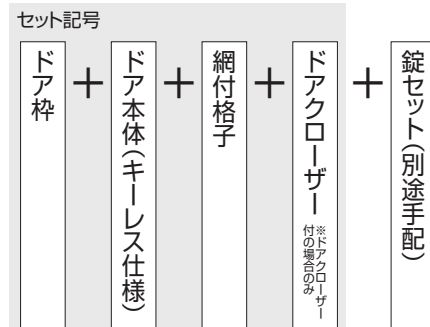 セット記号
ドア枠
＋
ドア本体(キーレス仕様)
＋
網付格子
＋
ドアクローザー
※ドアクローザー
付の場合のみ
＋
錠セット(別途手配)